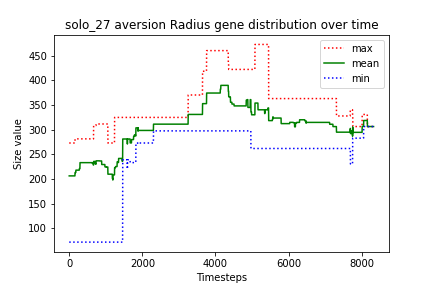 solo_27 aversion Radius gene distribution over time
max
mean
min
Size value
450
400
350
300
250
200
150
100
0
2000
4000
6000
8000
Timesteps